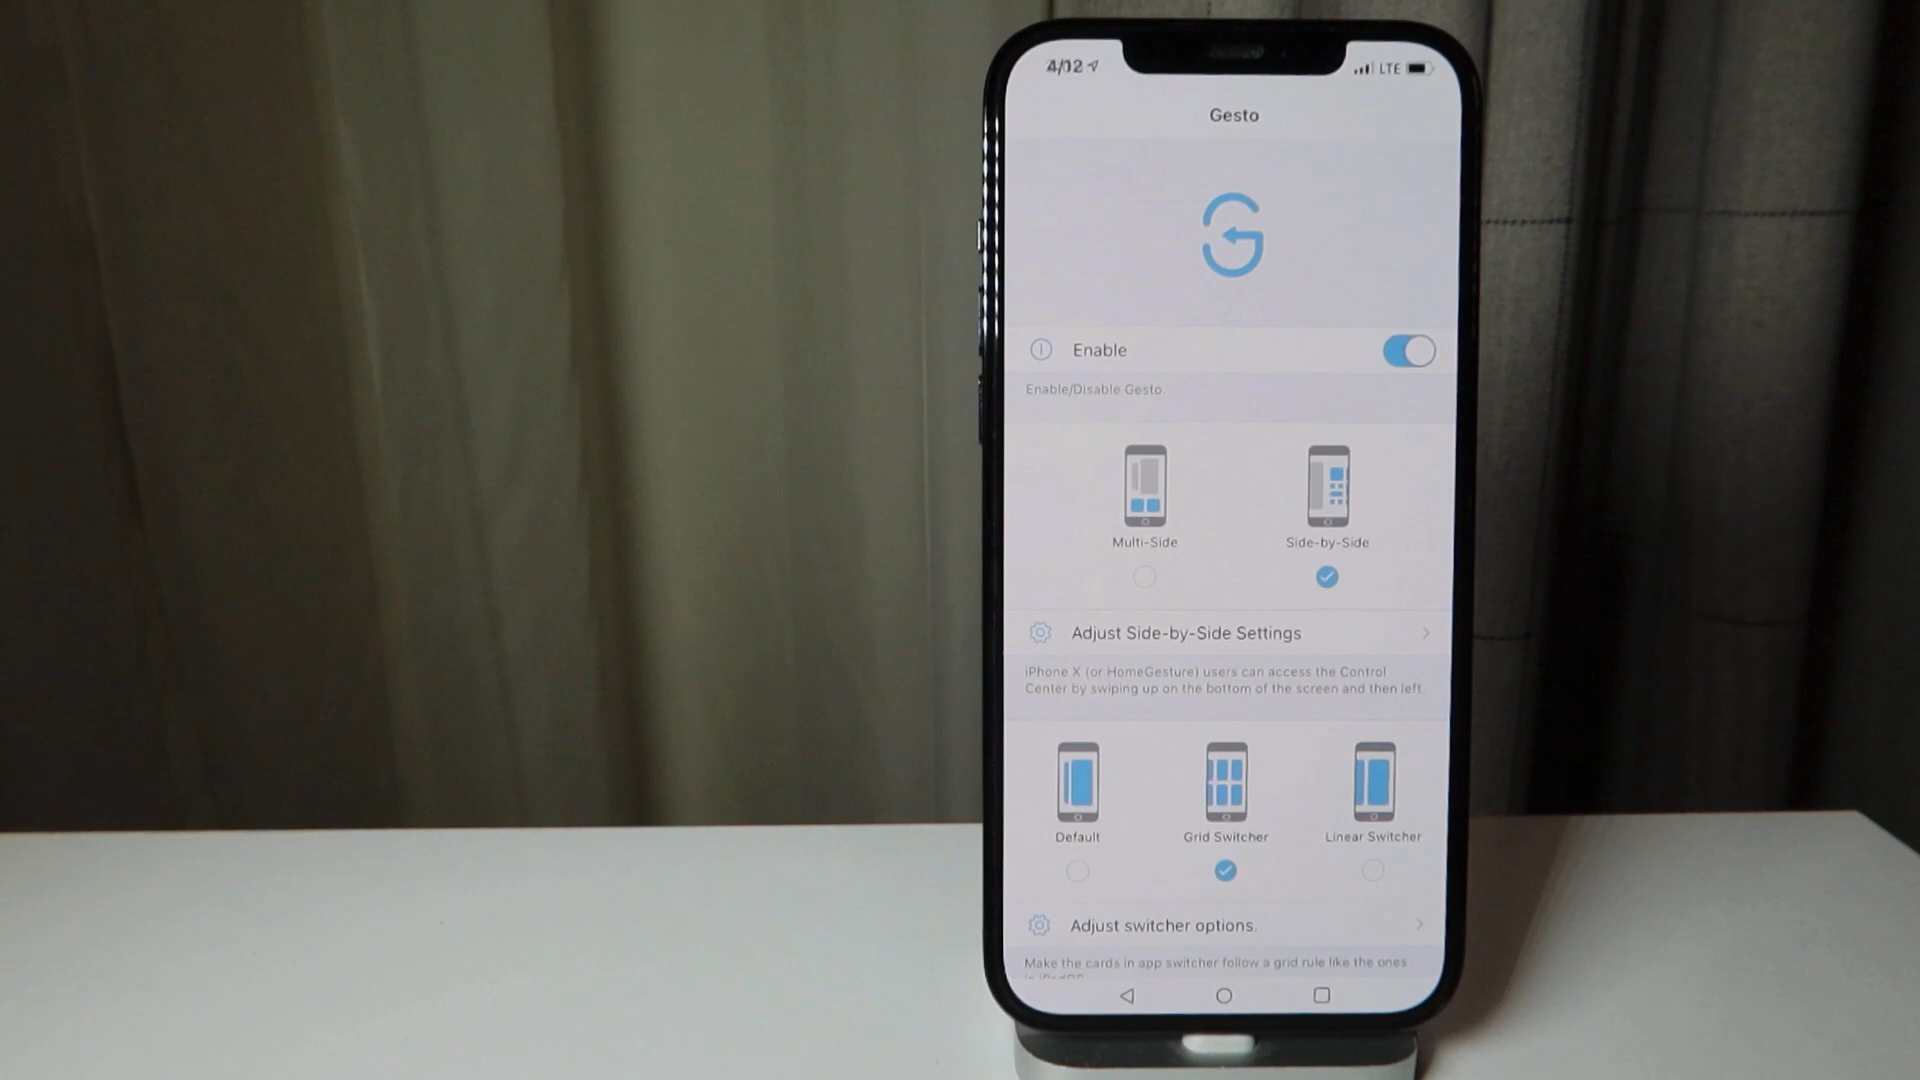 4/12
LTE
Gesto
Enable
Enable/Disable Gesto.
Multi-Side
Side-by-Side
Adjust Side-by-Side Settings
iPhone X (or HomeGesture) users can access the Control
Center by swiping up on the bottom of the screen and then left.
Default
Grid Switcher
Linear Switcher
Adjust switcher options.
Make the cards in app switcher follow a grid rule like the ones